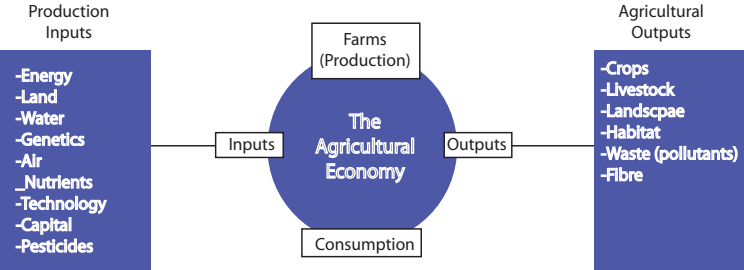 Production
Inputs
-Energy
-Land
-Water
-Genetics
-Air
_Nutrients
-Technology
-Capital
-Pesticides
Farms
(Production)
Inputs
The
Agricultural
Economy
Outputs
Consumption
Agricultural
Outputs
-Crops
-Livestock
-Landscpae
-Habitat
-Waste (pollutants)
-Fibre